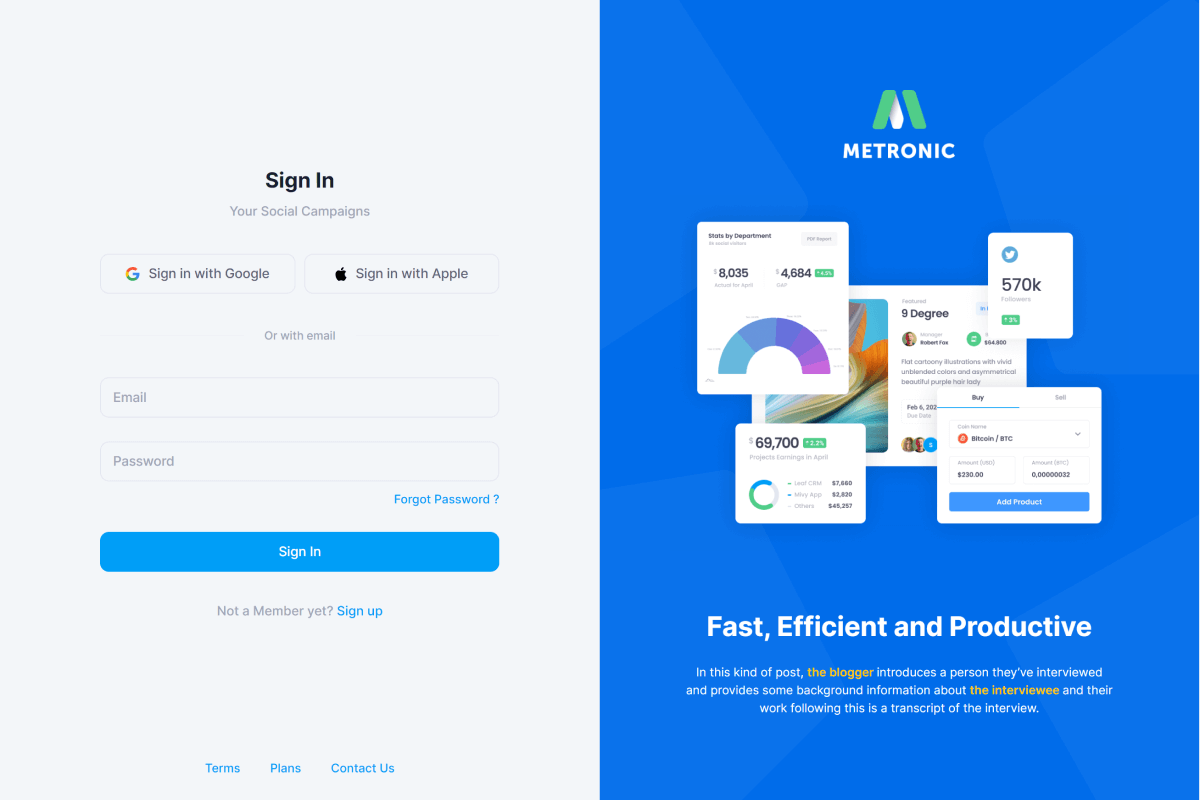 Sign In
Your Social Campaigns
Sign in with Google
Sign in with Apple
Or with email
Email
Password
Forgot Password ?
Sign In
Not a Member yet? Sign up
Terms
Plans
Contact Us
METRONIC
Stats by Department
PDF Report
$ 8,035
Actual for April
$ 4,684
4.5%
GAP
Featured
9 Degree
Manager
Robert Fox
$64.800
Flat cartoony illustrations with vivid
unblended colors and asymmetrical
beautiful purple hair lady
Feb 6, 202
Due Date
S
570k
Followers
3%
$ 69,700
2.2%
Projects Earnings in April
Leaf CRM $7,660
Mivy App $2,820
Others $45,257
Buy
Sell
Coin Name
Bitcoin / BTC
Amount (USD)
$230.00
Amount (BTC)
0,00000032
Add Product
Fast, Efficient and Productive
In this kind of post, the blogger introduces a person they’ve interviewed
and provides some background information about the interviewee and their
work following this is a transcript of the interview.